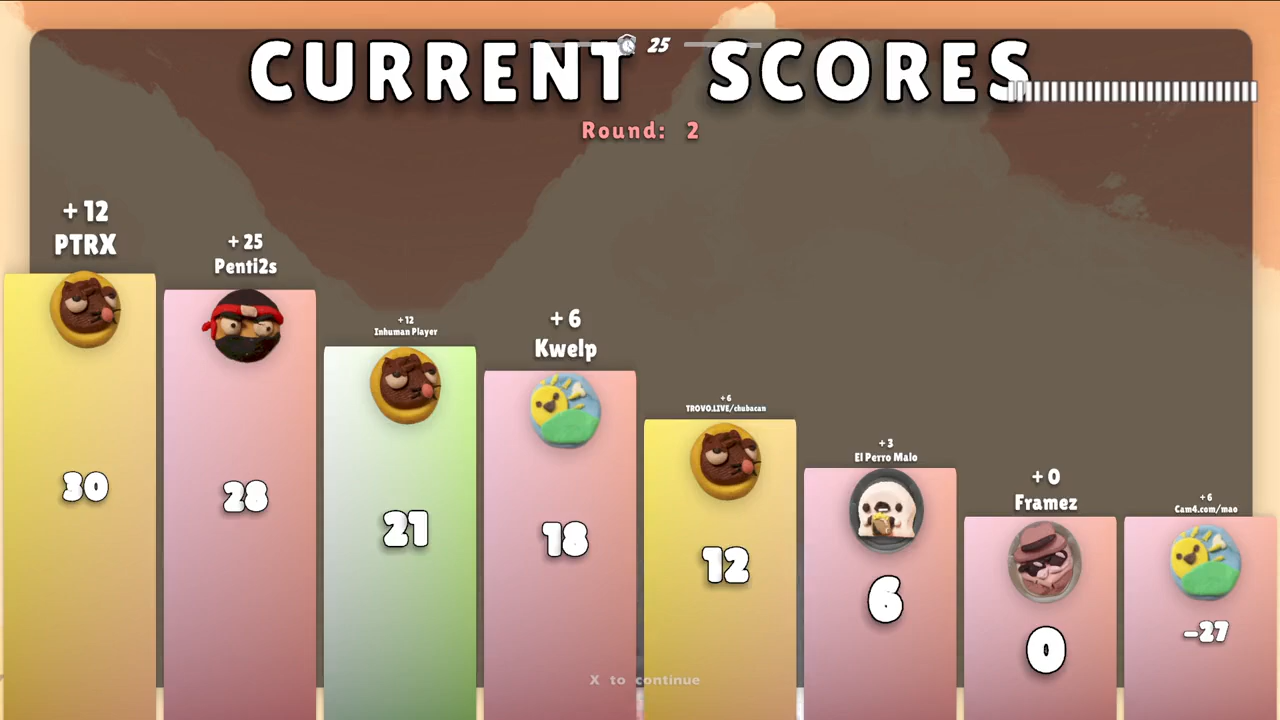 25
CURRENT SCORES
Round: 2
+ 12
PTRX
30
+ 25
Penti2s
28
+ 12
Inhuman Player
21
+ 6
Kwelp
18
+ 6
TROVO.LIVE/chubacan
12
+ 3
El Perro Malo
6
+ 0
Framez
0
+ 6
Cam4.com/mao
-27
X to continue